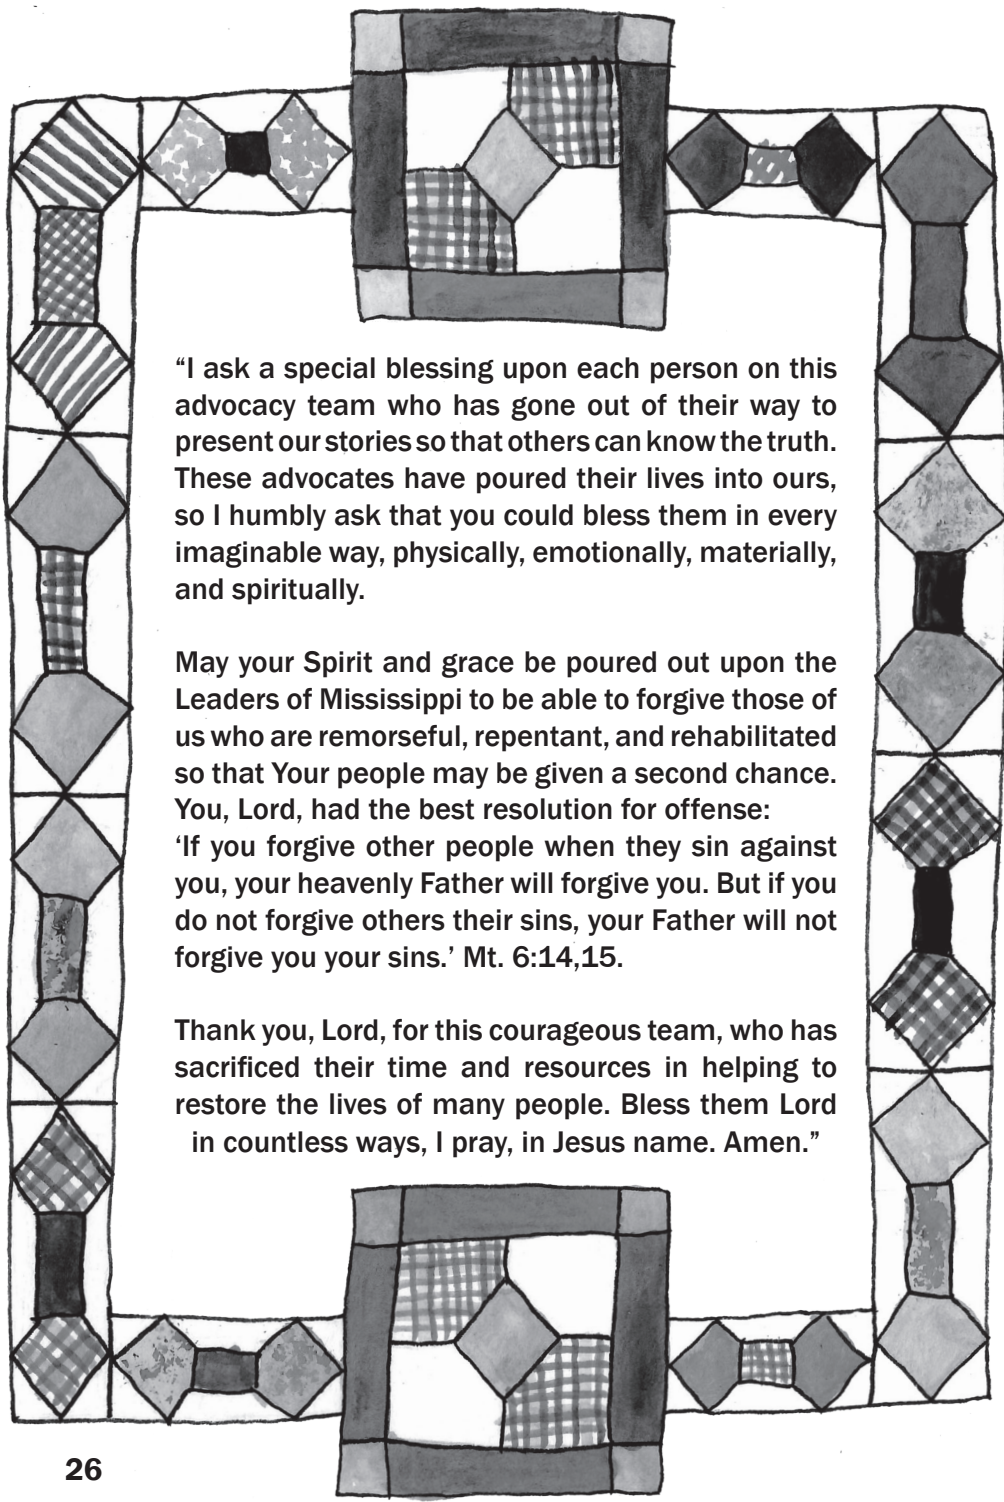 “I ask a special blessing upon each person on this
advocacy team who has gone out of their way to
present our stories so that others can know the truth.
These advocates have poured their lives into ours,
so I humbly ask that you could bless them in every
imaginable way, physically, emotionally, materially,
and spiritually.
May your Spirit and grace be poured out upon the
Leaders of Mississippi to be able to forgive those of
us who are remorseful, repentant, and rehabilitated
so that Your people may be given a second chance.
You, Lord, had the best resolution for offense:
‘If you forgive other people when they sin against
you, your heavenly Father will forgive you. But if you
do not forgive others their sins, your Father will not
forgive you your sins.’ Mt. 6:14,15.
Thank you, Lord, for this courageous team, who has
sacrificed their time and resources in helping to
restore the lives of many people. Bless them Lord
in countless ways, I pray, in Jesus name. Amen.”
26